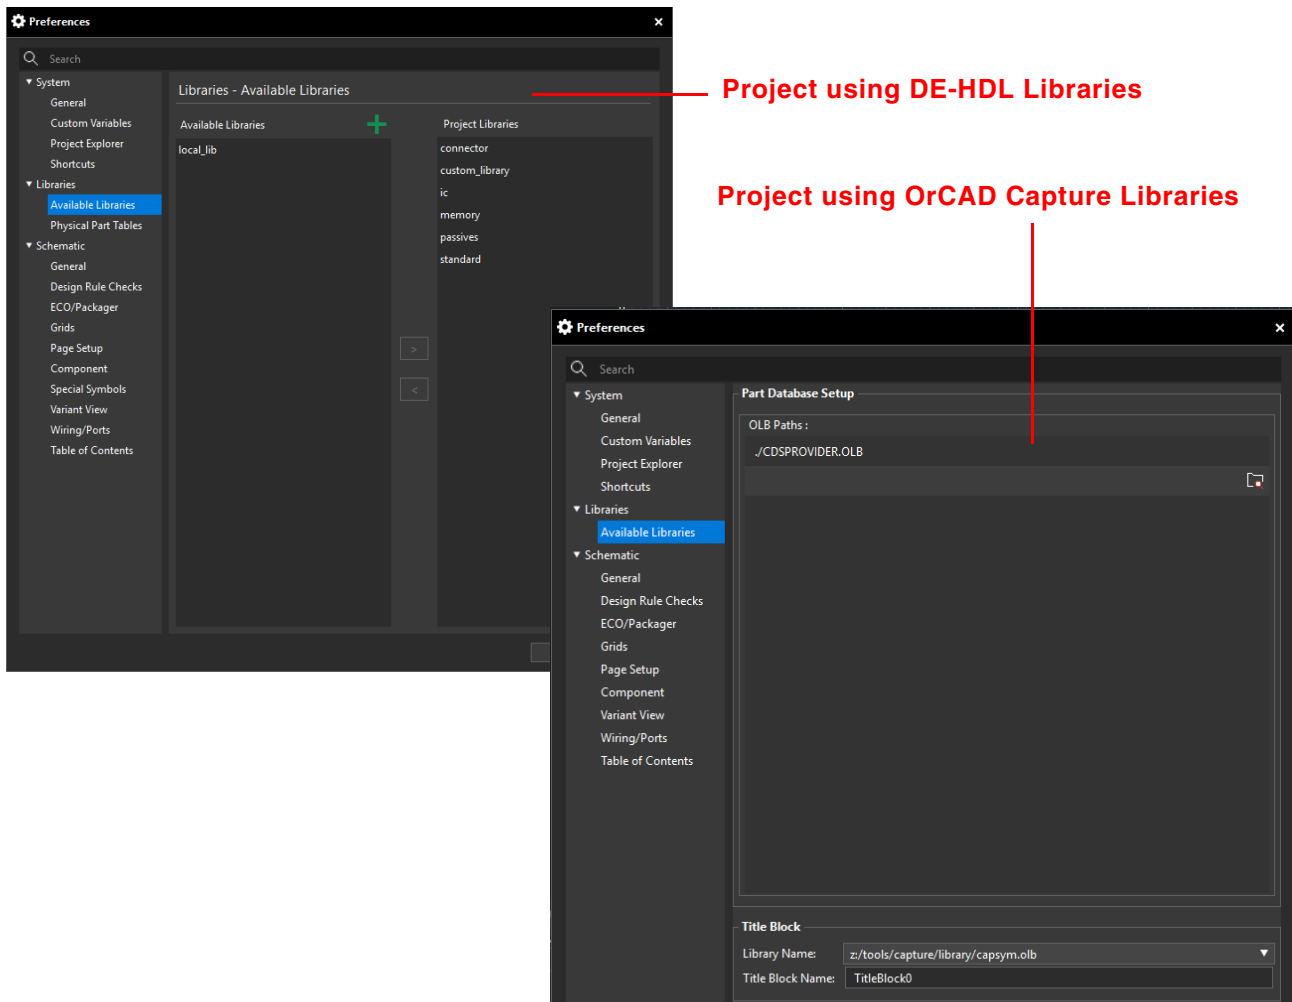 Preferences
Search
System
General
Custom Variables
Project Explorer
Shortcuts
Libraries
Available Libraries
Physical Part Tables
Schematic
General
Design Rule Checks
ECO/Packager
Grids
Page Setup
Component
Special Symbols
Variant View
Wiring/Ports
Table of Contents
Libraries - Available Libraries
Available Libraries
local_lib
>
<
Project Libraries
connector
custom_library
ic
memory
passives
standard
Project using DE-HDL Libraries
Project using OrCAD Capture Libraries
Preferences
Search
System
General
Custom Variables
Project Explorer
Shortcuts
Libraries
Available Libraries
Schematic
General
Design Rule Checks
ECO/Packager
Grids
Page Setup
Component
Variant View
Wiring/Ports
Table of Contents
Part Database Setup
OLB Paths :
./CDSPROVIDER.OLB
Title Block
Library Name: z:/tools/capture/library/capsym.olb
Title Block Name: TitleBlock0